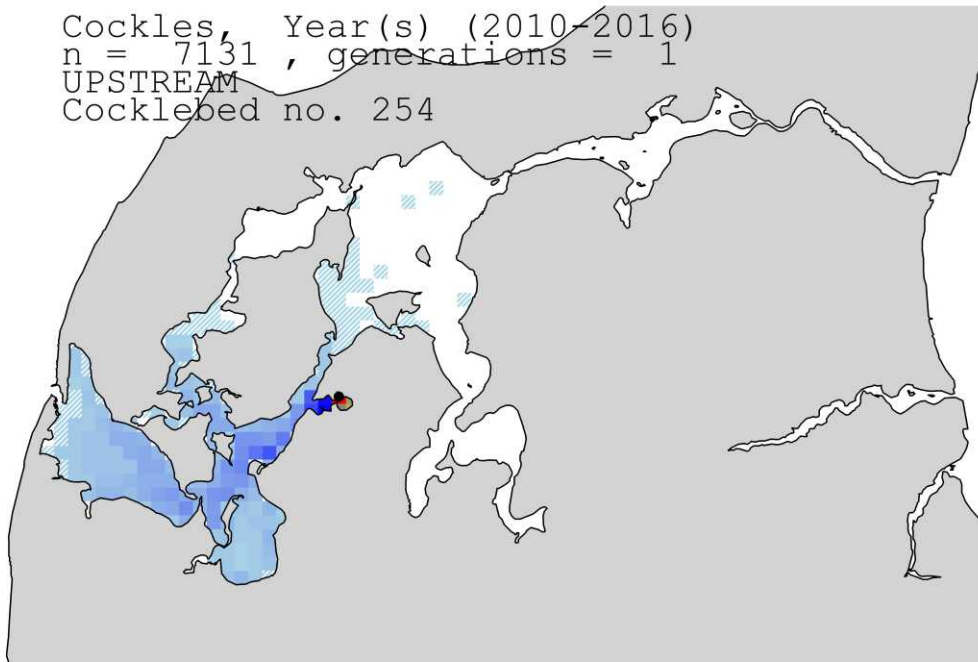 Cockles, Year(s) (2010-2016)
n = 7131 , generations = 1
UPSTREAM
Cocklebed no. 254